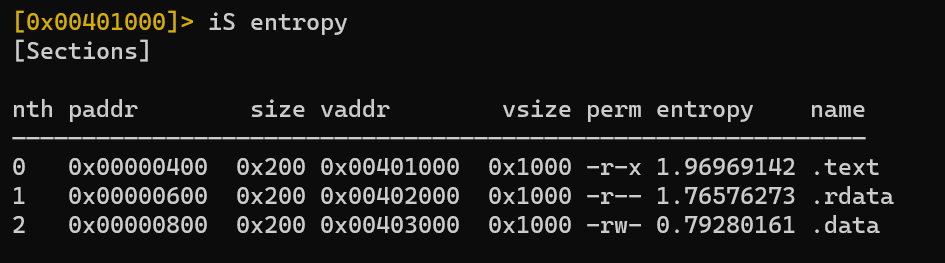 [0x00401000]> iS entropy
[Sections]
nth paddr size vaddr vsize perm entropy name
0 0x00000400 0x200 0x00401000 0x1000 -r-x 1.96969142 .text
1 0x00000600 0x200 0x00402000 0x1000 -r-- 1.76576273 .rdata
2 0x00000800 0x200 0x00403000 0x1000 -rw- 0.79280161 .data